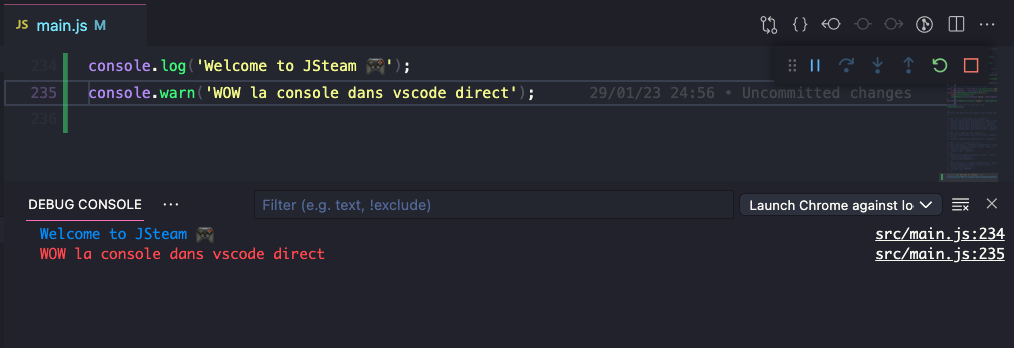 JS main.js M
234 console.log('Welcome to JSteam 🎮');
235 console.warn('WOW la console dans vscode direct'); 29/01/23 24:56 • Uncommitted changes
236
DEBUG CONSOLE ··· Filter (e.g. text, !exclude) Launch Chrome against lo
Welcome to JSteam 🎮 src/main.js:234
WOW la console dans vscode direct src/main.js:235